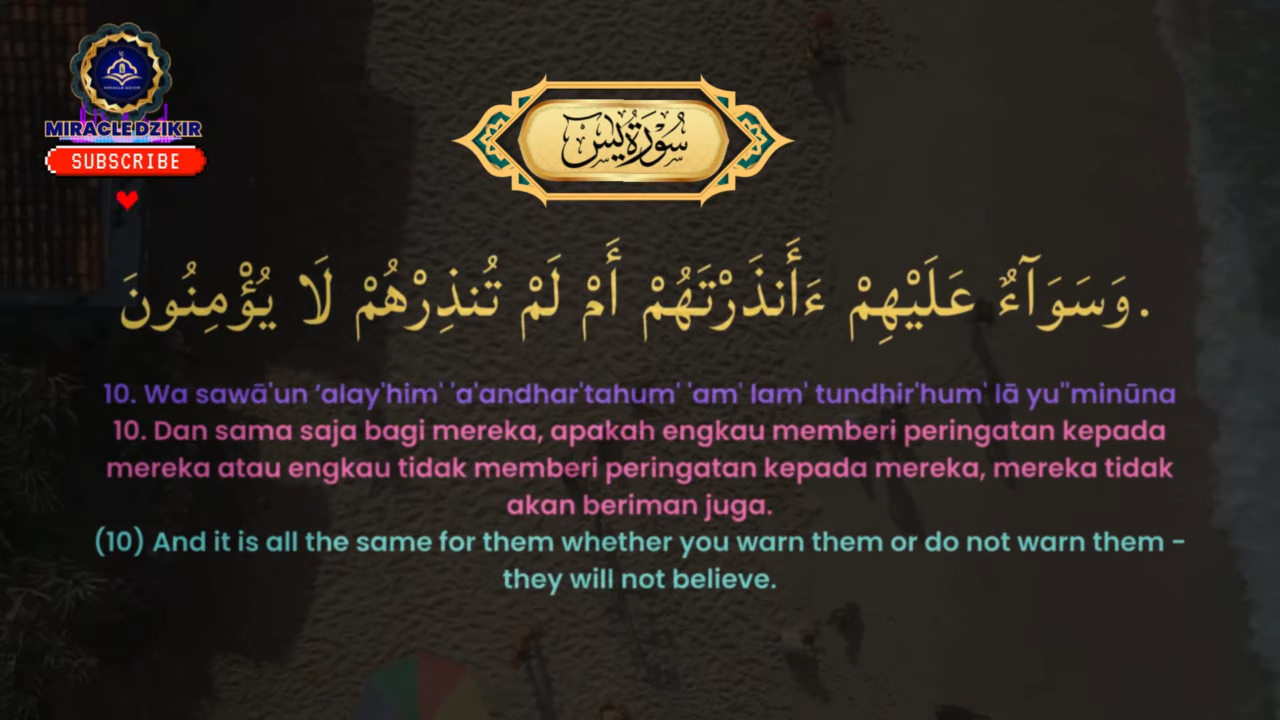 MIRACLE DZIKIR
MIRACLE DZIKIR
SUBSCRIBE
سُوْرَةُ يٰسٓ
وَسَوَآءٌ عَلَيْهِمْ ءَأَنذَرْتَهُمْ أَمْ لَمْ تُنذِرْهُمْ لَا يُؤْمِنُونَ.
10. Wa sawā'un ‘alay'him' 'a'andhar'tahum' 'am' lam' tundhir'hum' lā yu"minūna
10. Dan sama saja bagi mereka, apakah engkau memberi peringatan kepada
mereka atau engkau tidak memberi peringatan kepada mereka, mereka tidak
akan beriman juga.
(10) And it is all the same for them whether you warn them or do not warn them -
they will not believe.